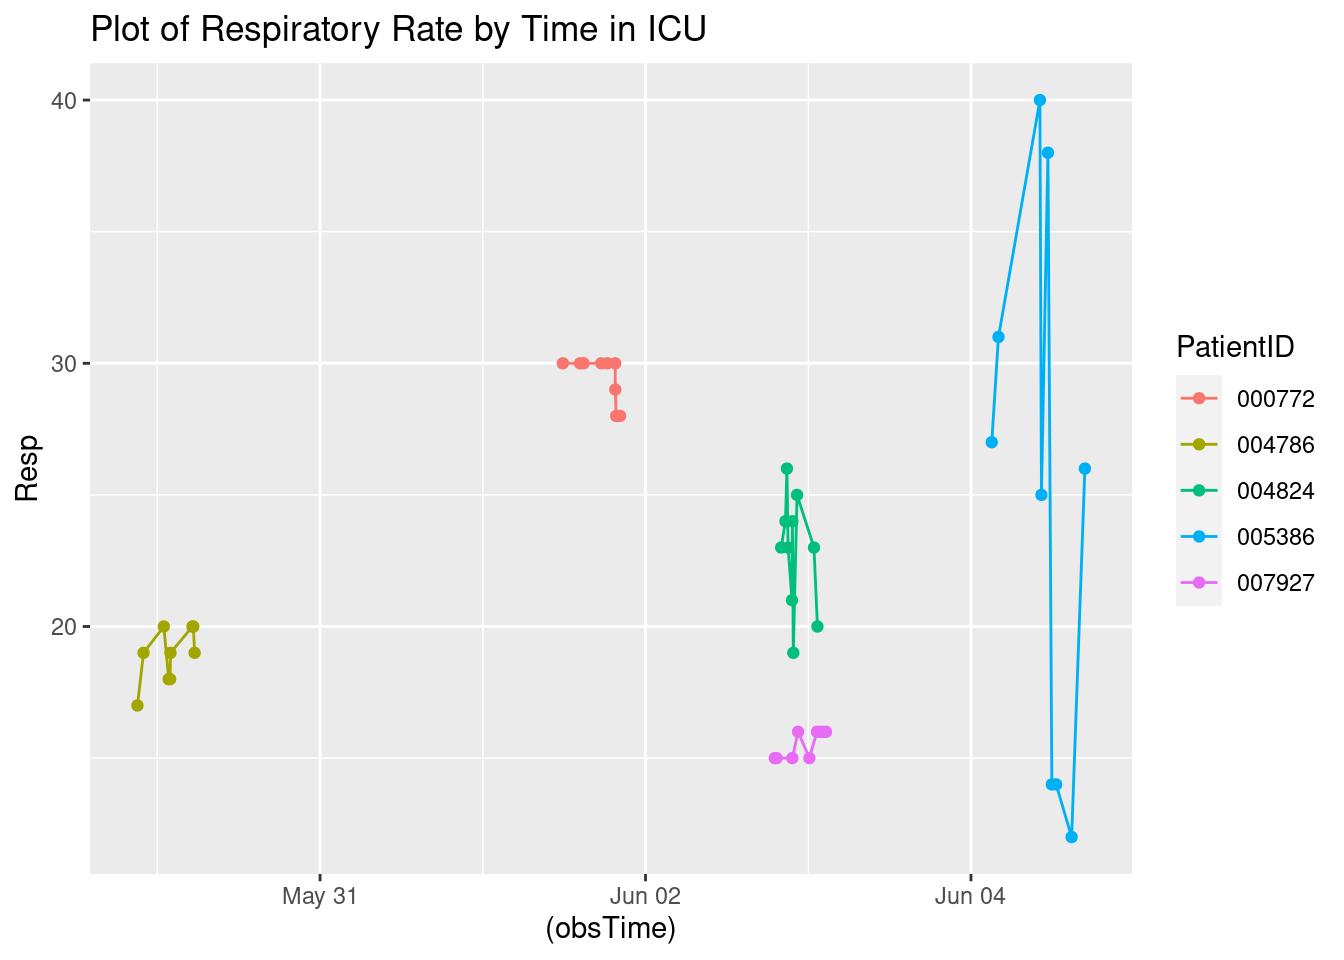 Plot of Respiratory Rate by Time in ICU
40
30
20
Resp
May 31
Jun 02
Jun 04
(obsTime)
PatientID
000772
004786
004824
005386
007927